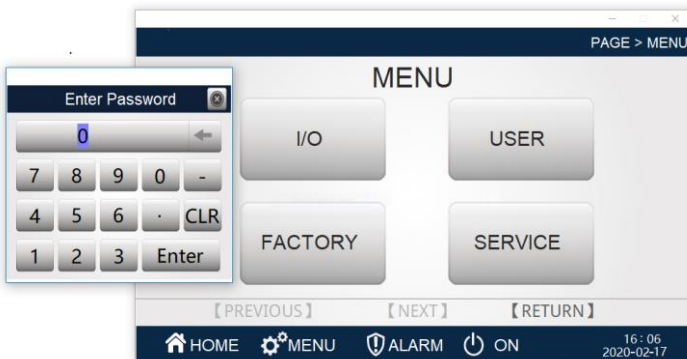 PAGE > MENU
MENU
Enter Password
0
7 8 9 0 -
4 5 6 . CLR
1 2 3 Enter
I/O USER
FACTORY SERVICE
【PREVIOUS】 【NEXT】 【RETURN】
HOME MENU ALARM ON
16:06
2020-02-17